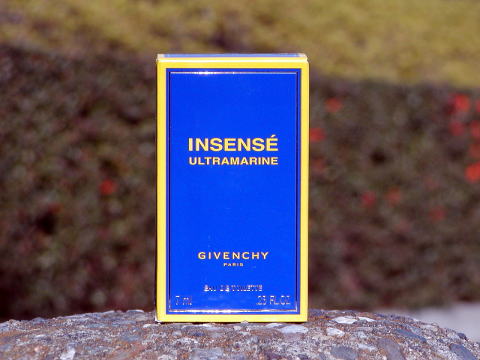 INSENSÉ
ULTRAMARINE
GIVENCHY
PARIS
EAU DE TOILETTE
7 ml .23 FL.OZ.